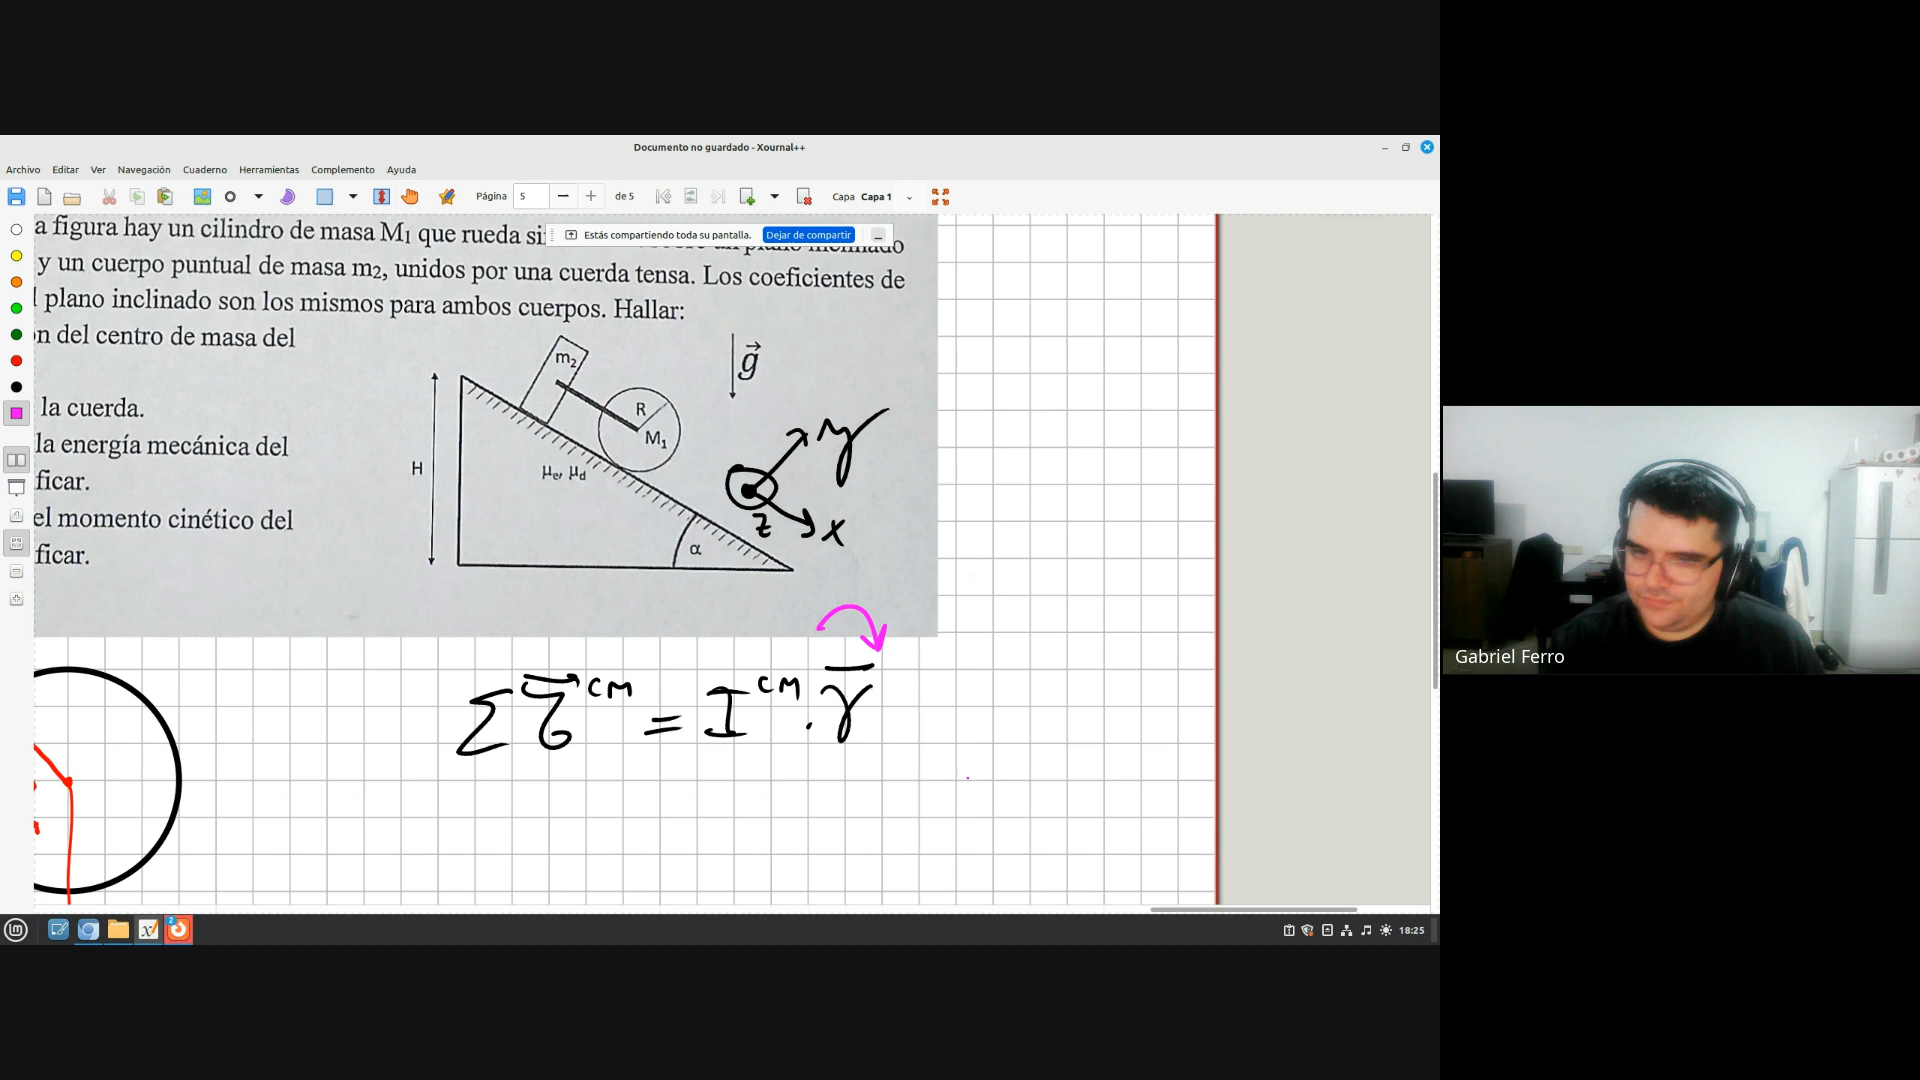 Documento no guardado - Xournal++
Archivo Editar Ver Navegación Cuaderno Herramientas Complemento Ayuda
Página 5 de 5 Capa Capa 1
a figura hay un cilindro de masa M1 que rueda si
Estás compartiendo toda su pantalla. Dejar de compartir
inclinado
y un cuerpo puntual de masa m2, unidos por una cuerda tensa. Los coeficientes de
l plano inclinado son los mismos para ambos cuerpos. Hallar:
ón del centro de masa del
la cuerda.
la energía mecánica del
ficar.
el momento cinético del
ficar.
m2
R
M1
g
H
μe, μd
α
y
z x
Σ τ CM = I CM . γ
Gabriel Ferro
2
18:25